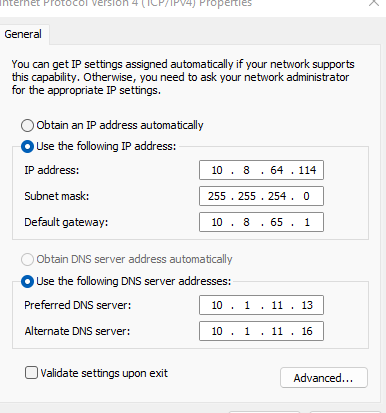 Internet Protocol Version 4 (TCP/IPv4) Properties
General
You can get IP settings assigned automatically if your network supports
this capability. Otherwise, you need to ask your network administrator
for the appropriate IP settings.
Obtain an IP address automatically
Use the following IP address:
IP address: 10 . 8 . 64 . 114
Subnet mask: 255 . 255 . 254 . 0
Default gateway: 10 . 8 . 65 . 1
Obtain DNS server address automatically
Use the following DNS server addresses:
Preferred DNS server: 10 . 1 . 11 . 13
Alternate DNS server: 10 . 1 . 11 . 16
Validate settings upon exit
Advanced...